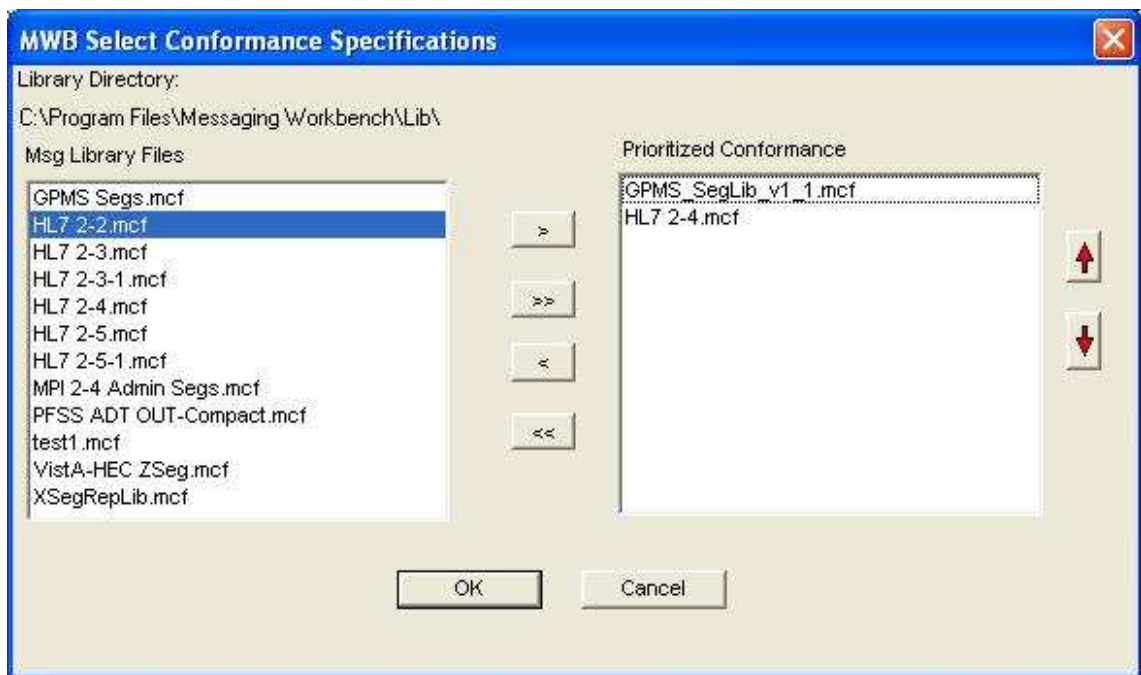 MWB Select Conformance Specifications
Library Directory:
C:\Program Files\Messaging Workbench\Lib\
Msg Library Files
GPMS Segs.mcf
HL7 2-2.mcf
HL7 2-3.mcf
HL7 2-3-1.mcf
HL7 2-4.mcf
HL7 2-5.mcf
HL7 2-5-1.mcf
MPI 2-4 Admin Segs.mcf
PFSS ADT OUT-Compact.mcf
test1.mcf
VistA-HEC ZSeg.mcf
XSegRepLib.mcf
>
>>
<
<<
Prioritized Conformance
GPMS_SegLib_v1_1.mcf
HL7 2-4.mcf
OK
Cancel